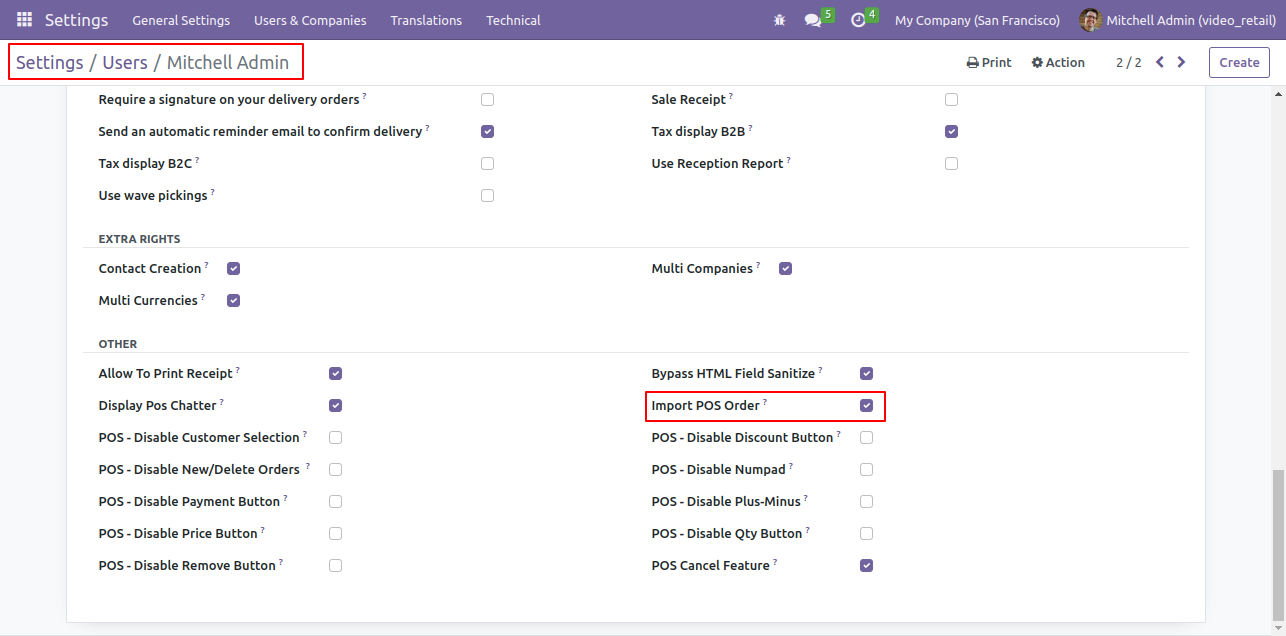 Settings General Settings Users & Companies Translations Technical 5 4 My Company (San Francisco) Mitchell Admin (video_retail)
Settings / Users / Mitchell Admin Print Action 2 / 2 Create
Require a signature on your delivery orders ? Sale Receipt ?
Send an automatic reminder email to confirm delivery ? Tax display B2B ?
Tax display B2C ? Use Reception Report ?
Use wave pickings ?
EXTRA RIGHTS
Contact Creation ? Multi Companies ?
Multi Currencies ?
OTHER
Allow To Print Receipt ? Bypass HTML Field Sanitize ?
Display Pos Chatter ? Import POS Order ?
POS - Disable Customer Selection ? POS - Disable Discount Button ?
POS - Disable New/Delete Orders ? POS - Disable Numpad ?
POS - Disable Payment Button ? POS - Disable Plus-Minus ?
POS - Disable Price Button ? POS - Disable Qty Button ?
POS - Disable Remove Button ? POS Cancel Feature ?